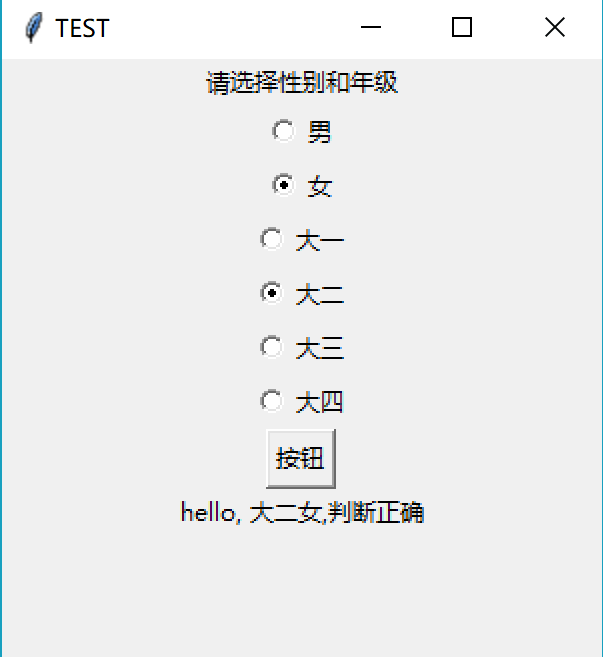 TEST
请选择性别和年级
男
女
大一
大二
大三
大四
按钮
hello, 大二女,判断正确